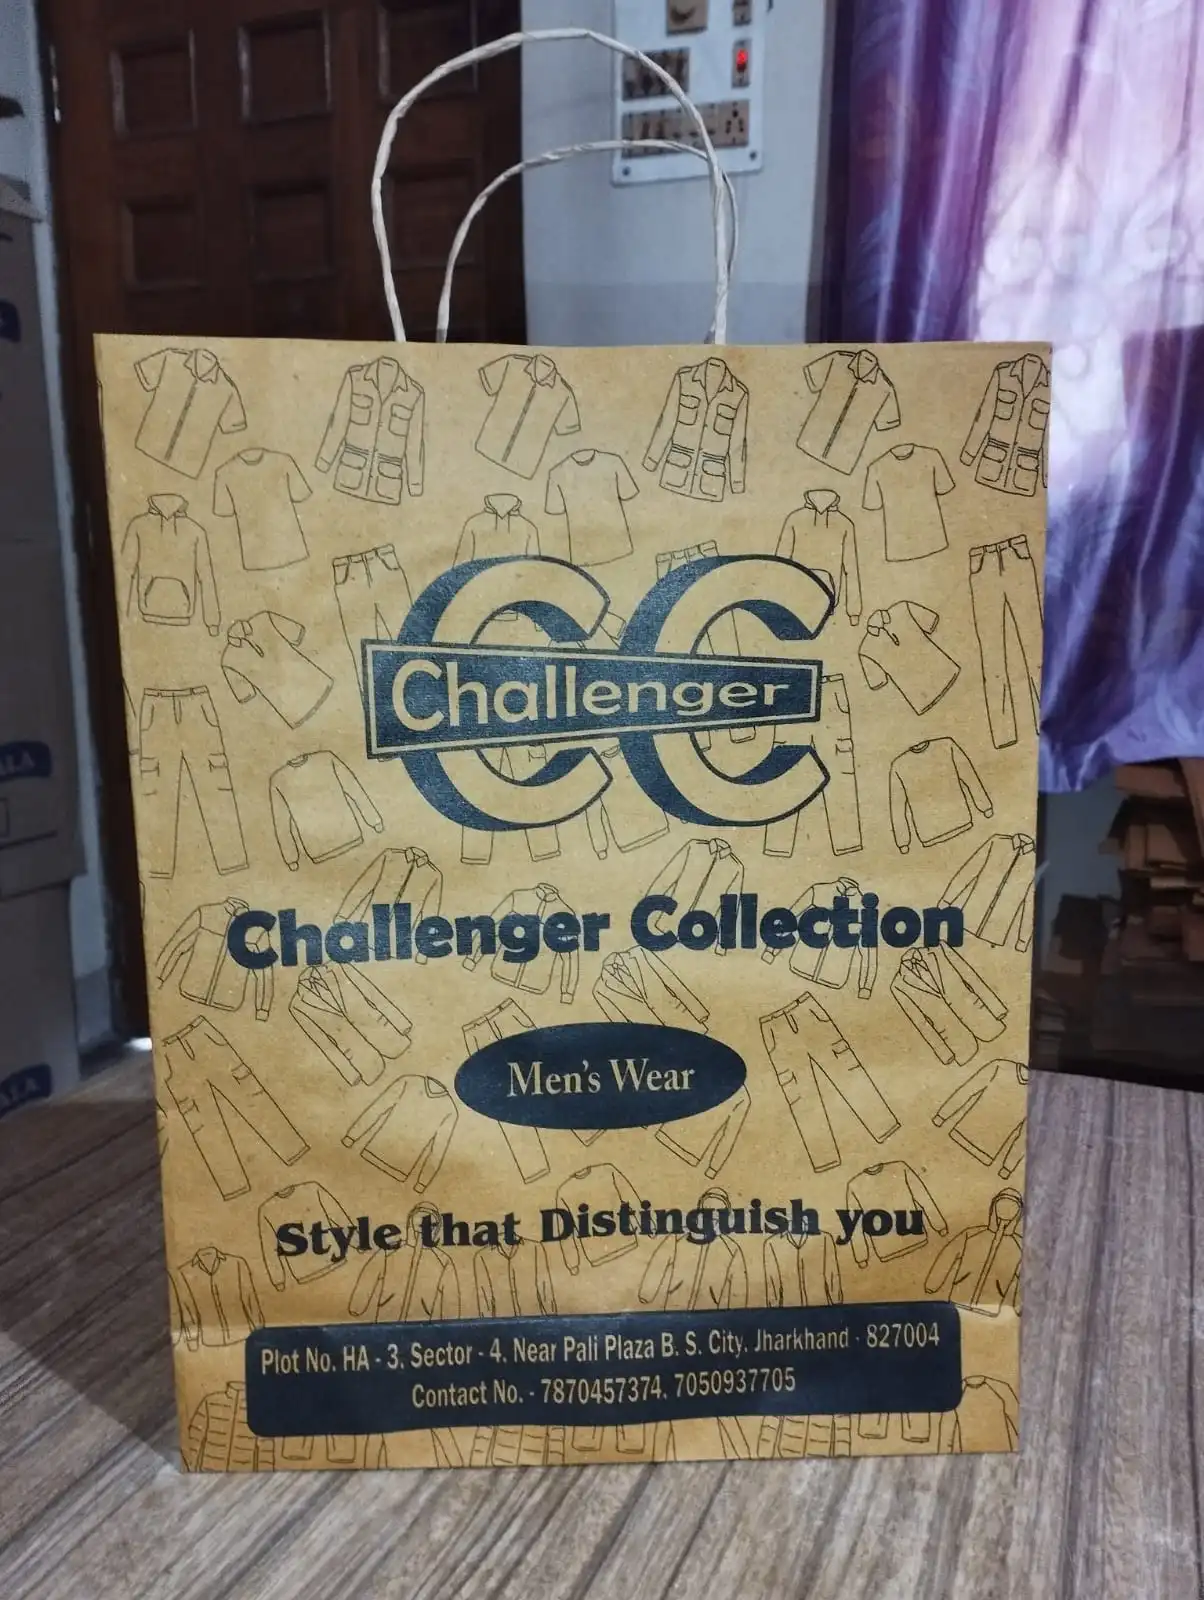 Challenger
CC
Challenger Collection
Men's Wear
Style that Distinguish you
Plot No. HA - 3, Sector - 4, Near Pali Plaza B. S. City, Jharkhand - 827004
Contact No. - 7870457374, 7050937705